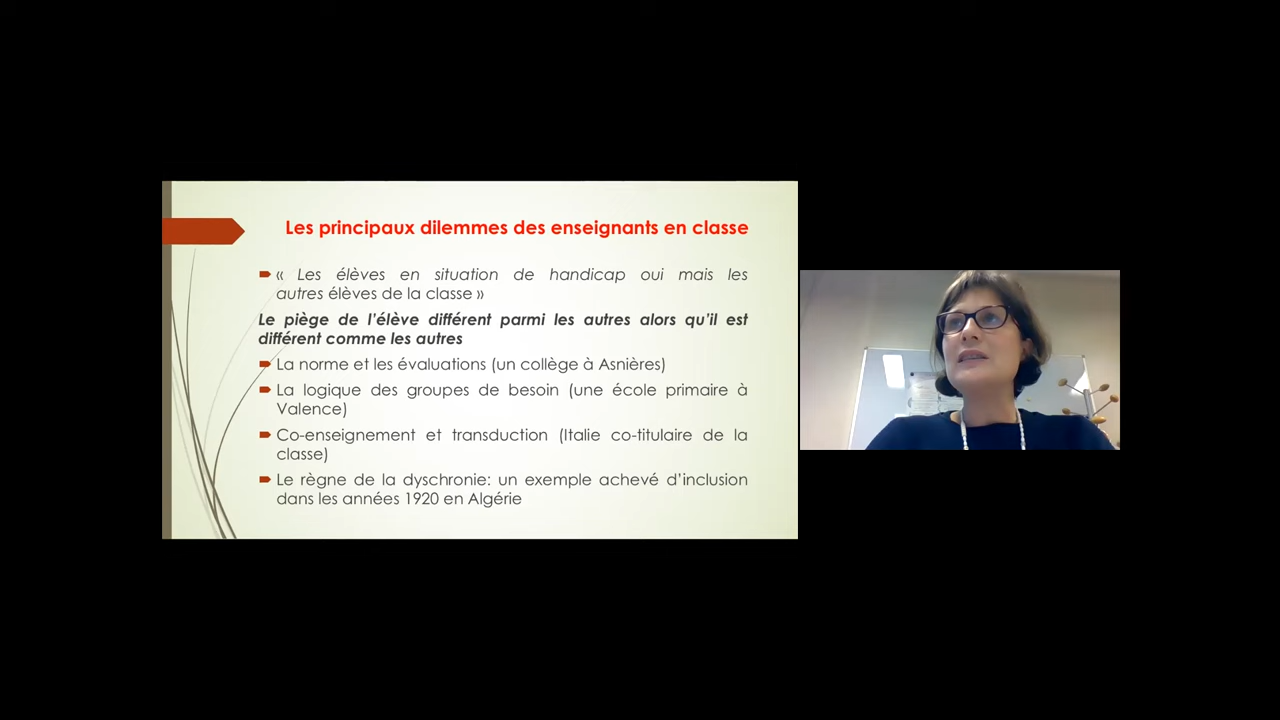 Les principaux dilemmes des enseignants en classe
« Les élèves en situation de handicap oui mais les
autres élèves de la classe »
Le piège de l'élève différent parmi les autres alors qu'il est
différent comme les autres
La norme et les évaluations (un collège à Asnières)
La logique des groupes de besoin (une école primaire à
Valence)
Co-enseignement et transduction (Italie co-titulaire de la
classe)
Le règne de la dyschronie: un exemple achevé d'inclusion
dans les années 1920 en Algérie